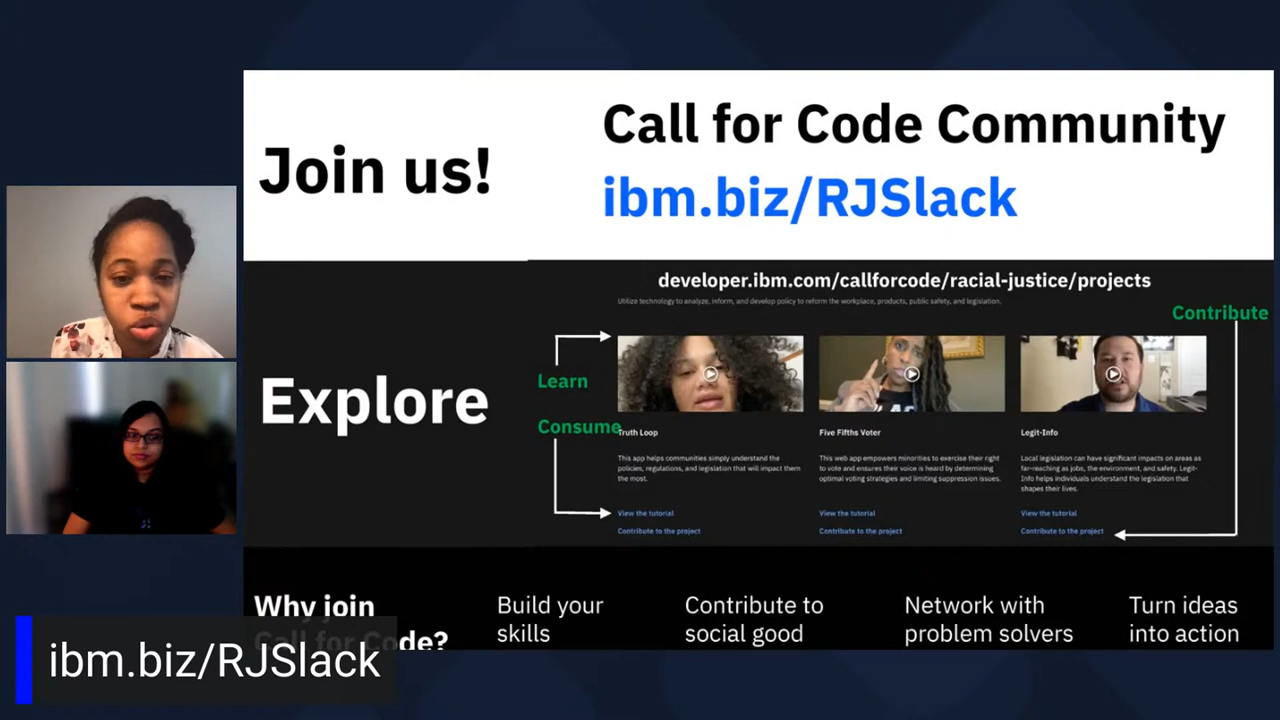 Join us!
Call for Code Community
ibm.biz/RJSlack
Explore
developer.ibm.com/callforcode/racial-justice/projects
Utilize technology to analyze, inform, and develop policy to reform the workplace, products, public safety, and legislation.
Contribute
Learn
Consume
Truth Loop
This app helps communities simply understand the
policies, regulations, and legislation that will impact them
the most.
View the tutorial
Contribute to the project
Five Fifths Voter
This web app empowers minorities to exercise their right
to vote and ensures their voice is heard by determining
optimal voting strategies and limiting suppression issues.
View the tutorial
Contribute to the project
Legit-Info
Local legislation can have significant impacts on areas as
far-reaching as jobs, the environment, and safety. Legit-
Info helps individuals understand the legislation that
shapes their lives.
View the tutorial
Contribute to the project
Why join
Call for Code?
Build your
skills
Contribute to
social good
Network with
problem solvers
Turn ideas
into action
ibm.biz/RJSlack